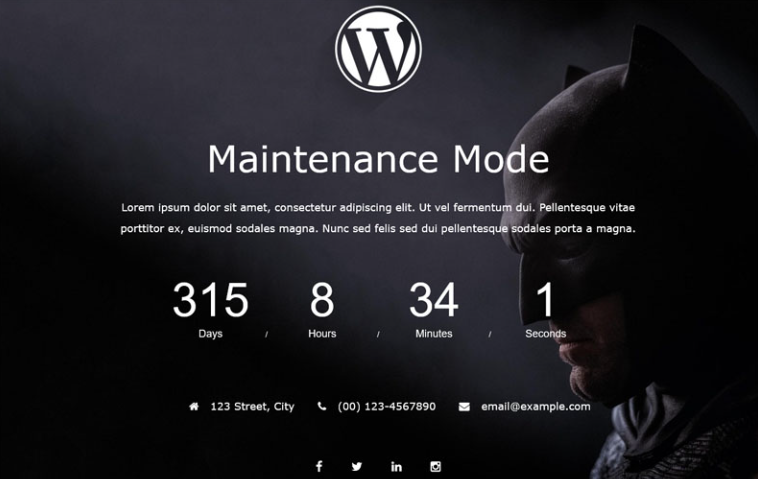 W
Maintenance Mode
Lorem ipsum dolor sit amet, consectetur adipiscing elit. Ut vel fermentum dui. Pellentesque vitae
porttitor ex, euismod sodales magna. Nunc sed felis sed dui pellentesque sodales porta a magna.
315 8 34 1
Days / Hours / Minutes / Seconds
123 Street, City (00) 123-4567890 email@example.com